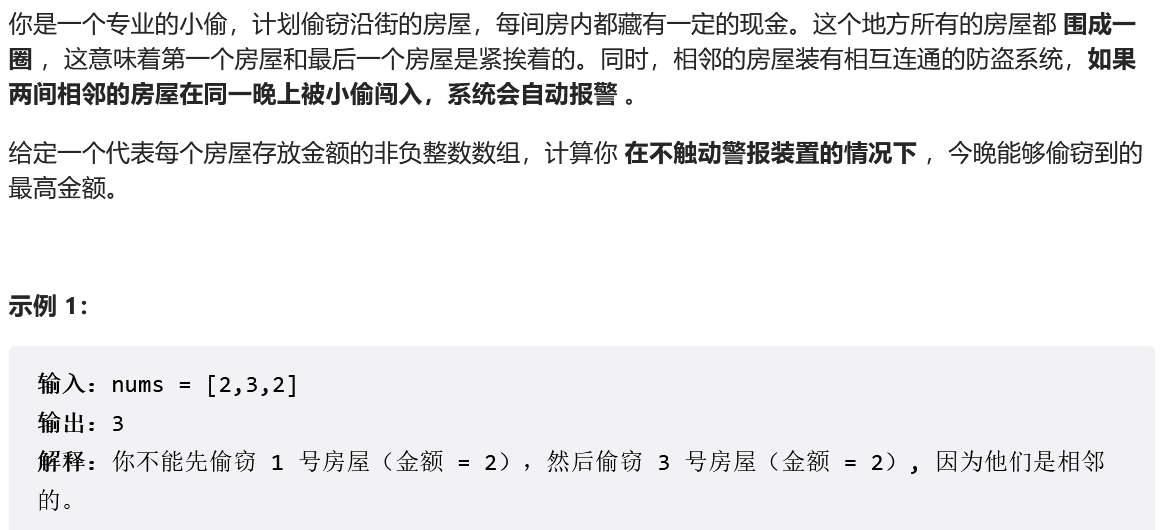 你是一个专业的小偷，计划偷窃沿街的房屋，每间房内都藏有一定的现金。这个地方所有的房屋都 围成一
圈 ，这意味着第一个房屋和最后一个房屋是紧挨着的。同时，相邻的房屋装有相互连通的防盗系统，如果
两间相邻的房屋在同一晚上被小偷闯入，系统会自动报警 。
给定一个代表每个房屋存放金额的非负整数数组，计算你 在不触动警报装置的情况下 ，今晚能够偷窃到的
最高金额。
示例 1：
输入：nums = [2,3,2]
输出：3
解释：你不能先偷窃 1 号房屋（金额 = 2），然后偷窃 3 号房屋（金额 = 2）, 因为他们是相邻
的。